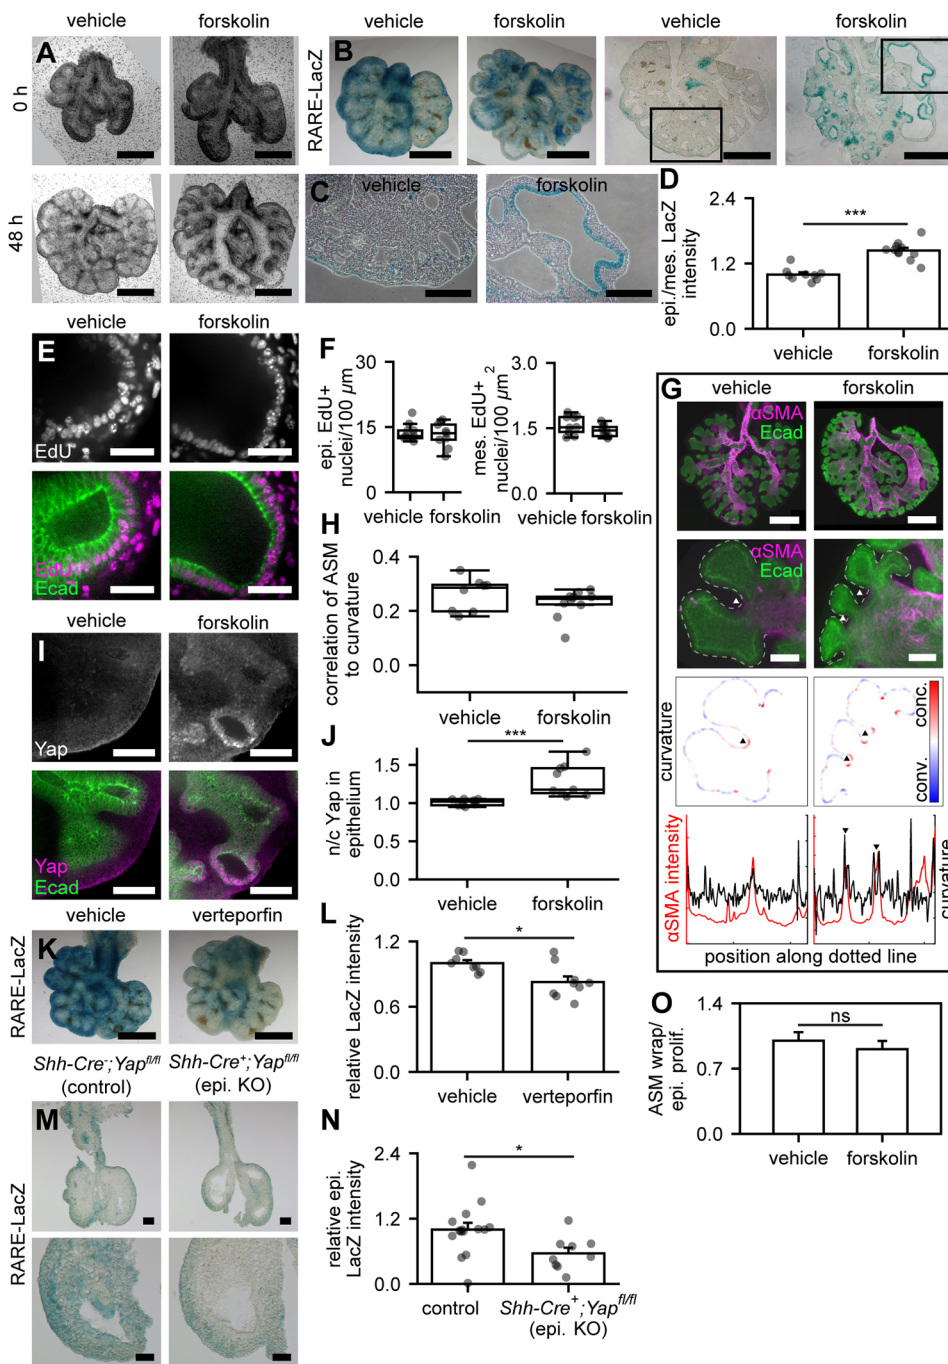 vehicle
forskolin
A
0 h
48 h
vehicle
forskolin
vehicle
forskolin
B
RARE-LacZ
C
vehicle
forskolin
D
epi./mes. LacZ
intensity
2.4
1.2
0.0
***
vehicle
forskolin
vehicle
forskolin
E
EdU
EdU
Ecad
F
epi. EdU+
nuclei/100 µm
30
15
0
vehicle forskolin
mes. EdU+
nuclei/100 µm²
3.0
1.5
0.0
vehicle forskolin
G
vehicle
forskolin
αSMA
Ecad
αSMA
Ecad
curvature
conc.
conv.
αSMA intensity
curvature
position along dotted line
H
correlation of ASM
to curvature
0.4
0.2
0.0
vehicle
forskolin
vehicle
forskolin
I
Yap
Yap
Ecad
J
n/c Yap in
epithelium
1.5
1.0
0.5
0.0
***
vehicle
forskolin
vehicle
verteporfin
K
RARE-LacZ
L
relative LacZ intensity
1.2
0.6
0.0
*
vehicle
verteporfin
Shh-Cre⁻;Yapfl/fl
(control)
Shh-Cre⁺;Yapfl/fl
(epi. KO)
M
RARE-LacZ
N
relative epi.
LacZ intensity
2.4
1.2
0.0
*
control
Shh-Cre⁺;Yapfl/fl
(epi. KO)
O
ASM wrap/
epi. prolif.
1.4
0.7
0.0
ns
vehicle
forskolin